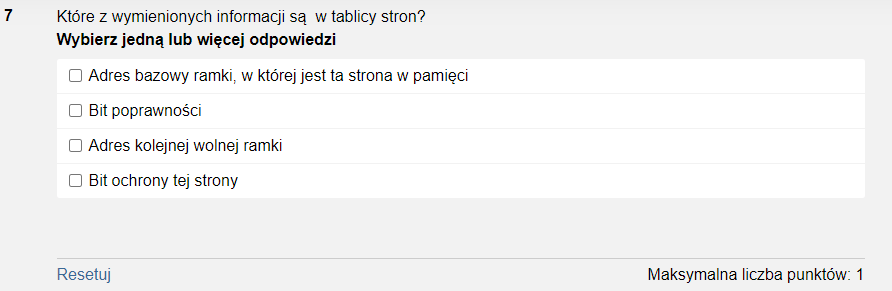 7 Które z wymienionych informacji są w tablicy stron?
Wybierz jedną lub więcej odpowiedzi
Adres bazowy ramki, w której jest ta strona w pamięci
Bit poprawności
Adres kolejnej wolnej ramki
Bit ochrony tej strony
Resetuj Maksymalna liczba punktów: 1